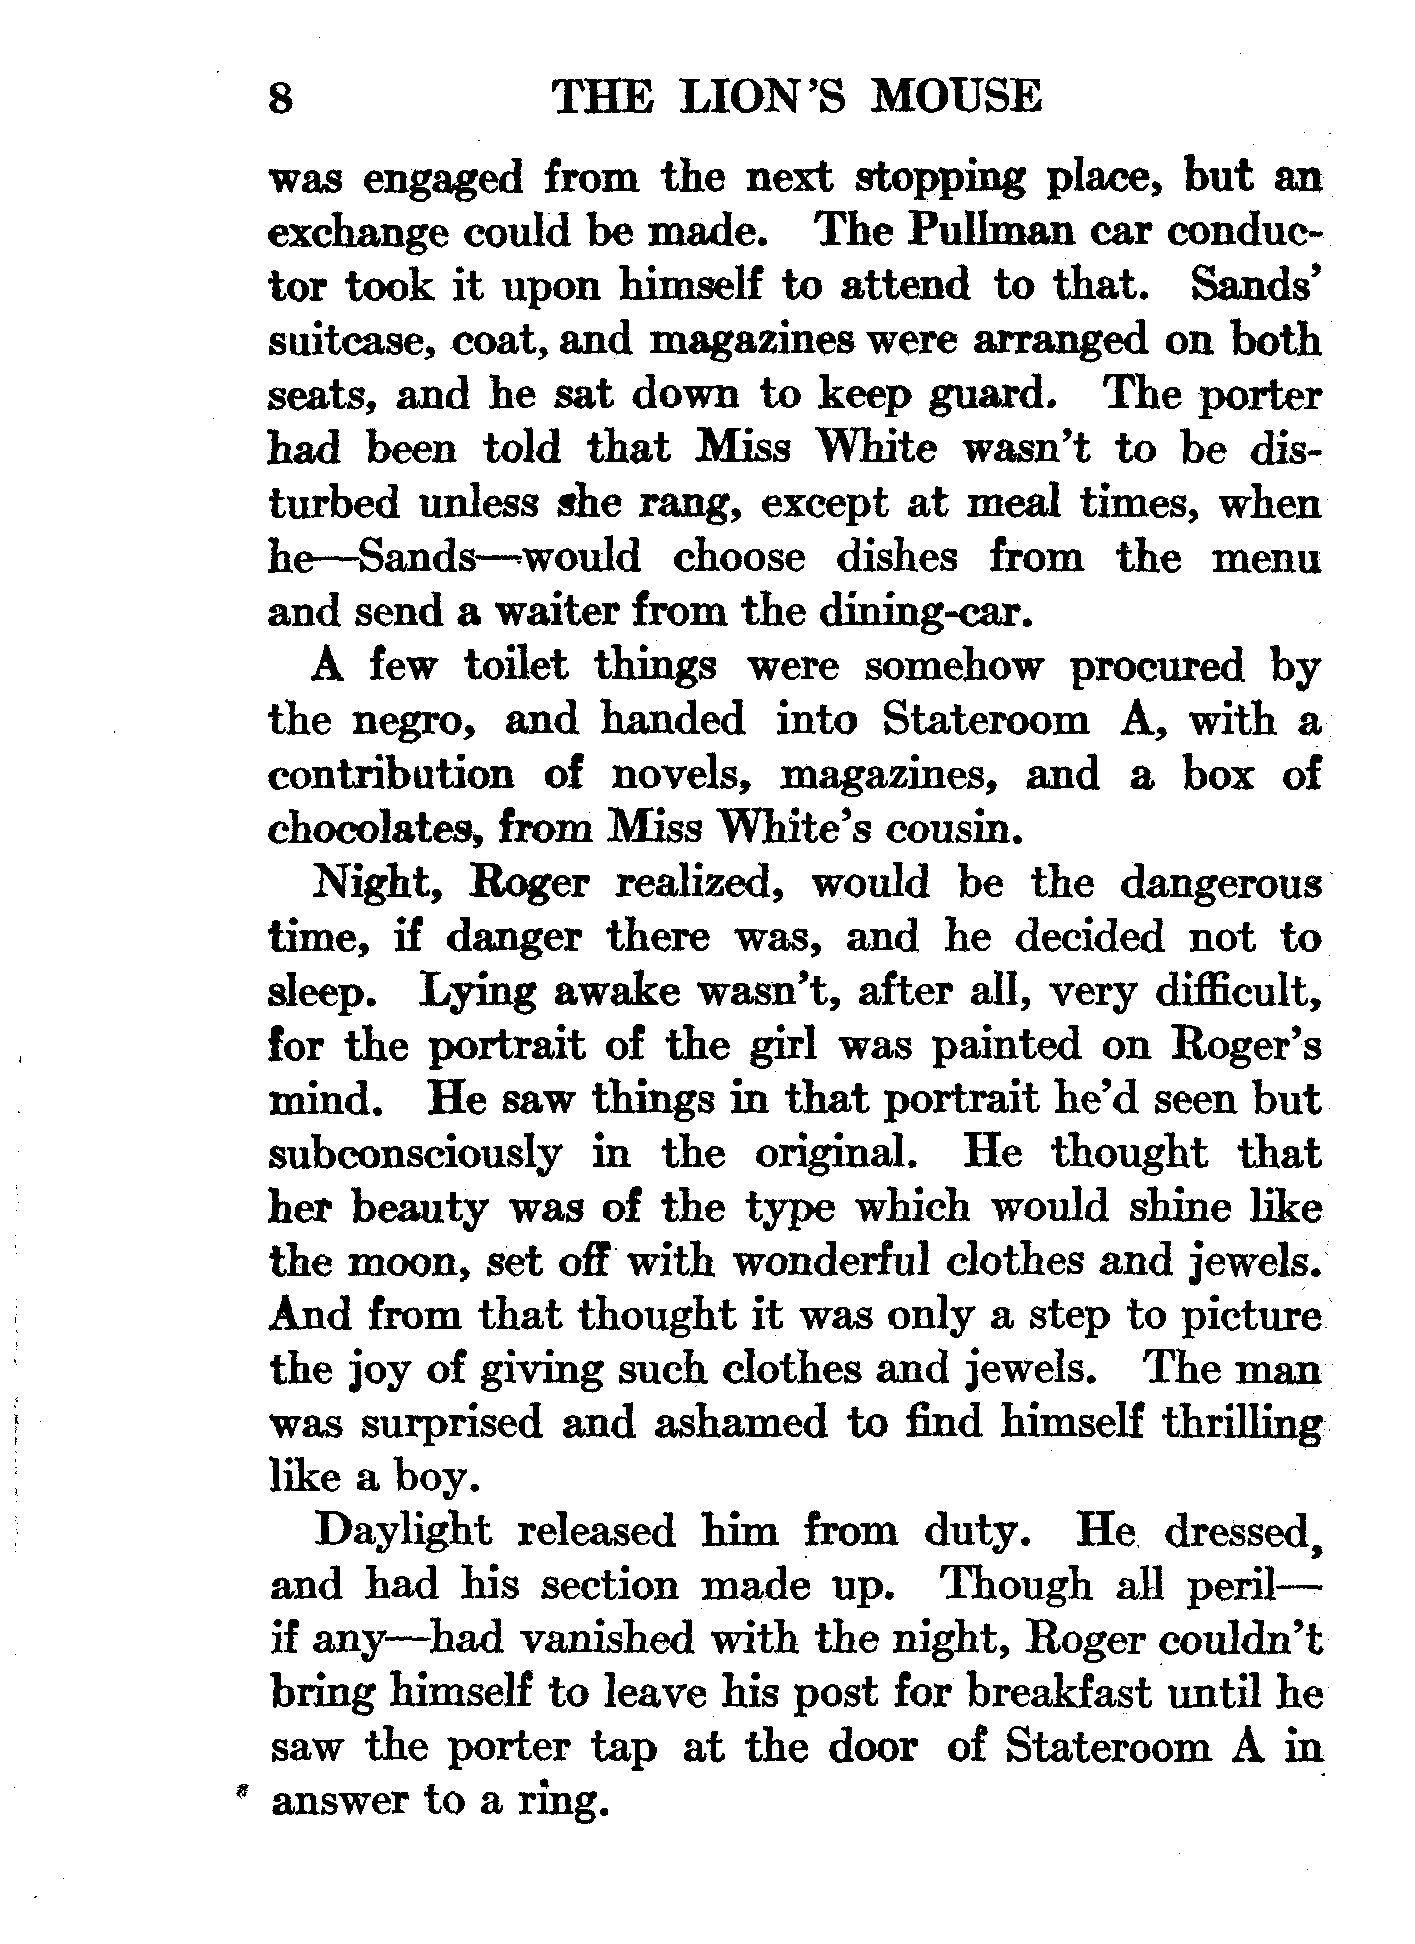 8 THE LION'S MOUSE
was engaged from the next stopping place, but an
exchange could be made. The Pullman car conduc-
tor took it upon himself to attend to that. Sands'
suitcase, coat, and magazines were arranged on both
seats, and he sat down to keep guard. The porter
had been told that Miss White wasn't to be dis-
turbed unless she rang, except at meal times, when
he—Sands—would choose dishes from the menu
and send a waiter from the dining-car.
A few toilet things were somehow procured by
the negro, and handed into Stateroom A, with a
contribution of novels, magazines, and a box of
chocolates, from Miss White's cousin.
Night, Roger realized, would be the dangerous
time, if danger there was, and he decided not to
sleep. Lying awake wasn't, after all, very difficult,
for the portrait of the girl was painted on Roger's
mind. He saw things in that portrait he'd seen but
subconsciously in the original. He thought that
her beauty was of the type which would shine like
the moon, set off with wonderful clothes and jewels.
And from that thought it was only a step to picture
the joy of giving such clothes and jewels. The man
was surprised and ashamed to find himself thrilling
like a boy.
Daylight released him from duty. He dressed,
and had his section made up. Though all peril—
if any—had vanished with the night, Roger couldn't
bring himself to leave his post for breakfast until he
saw the porter tap at the door of Stateroom A in
answer to a ring.